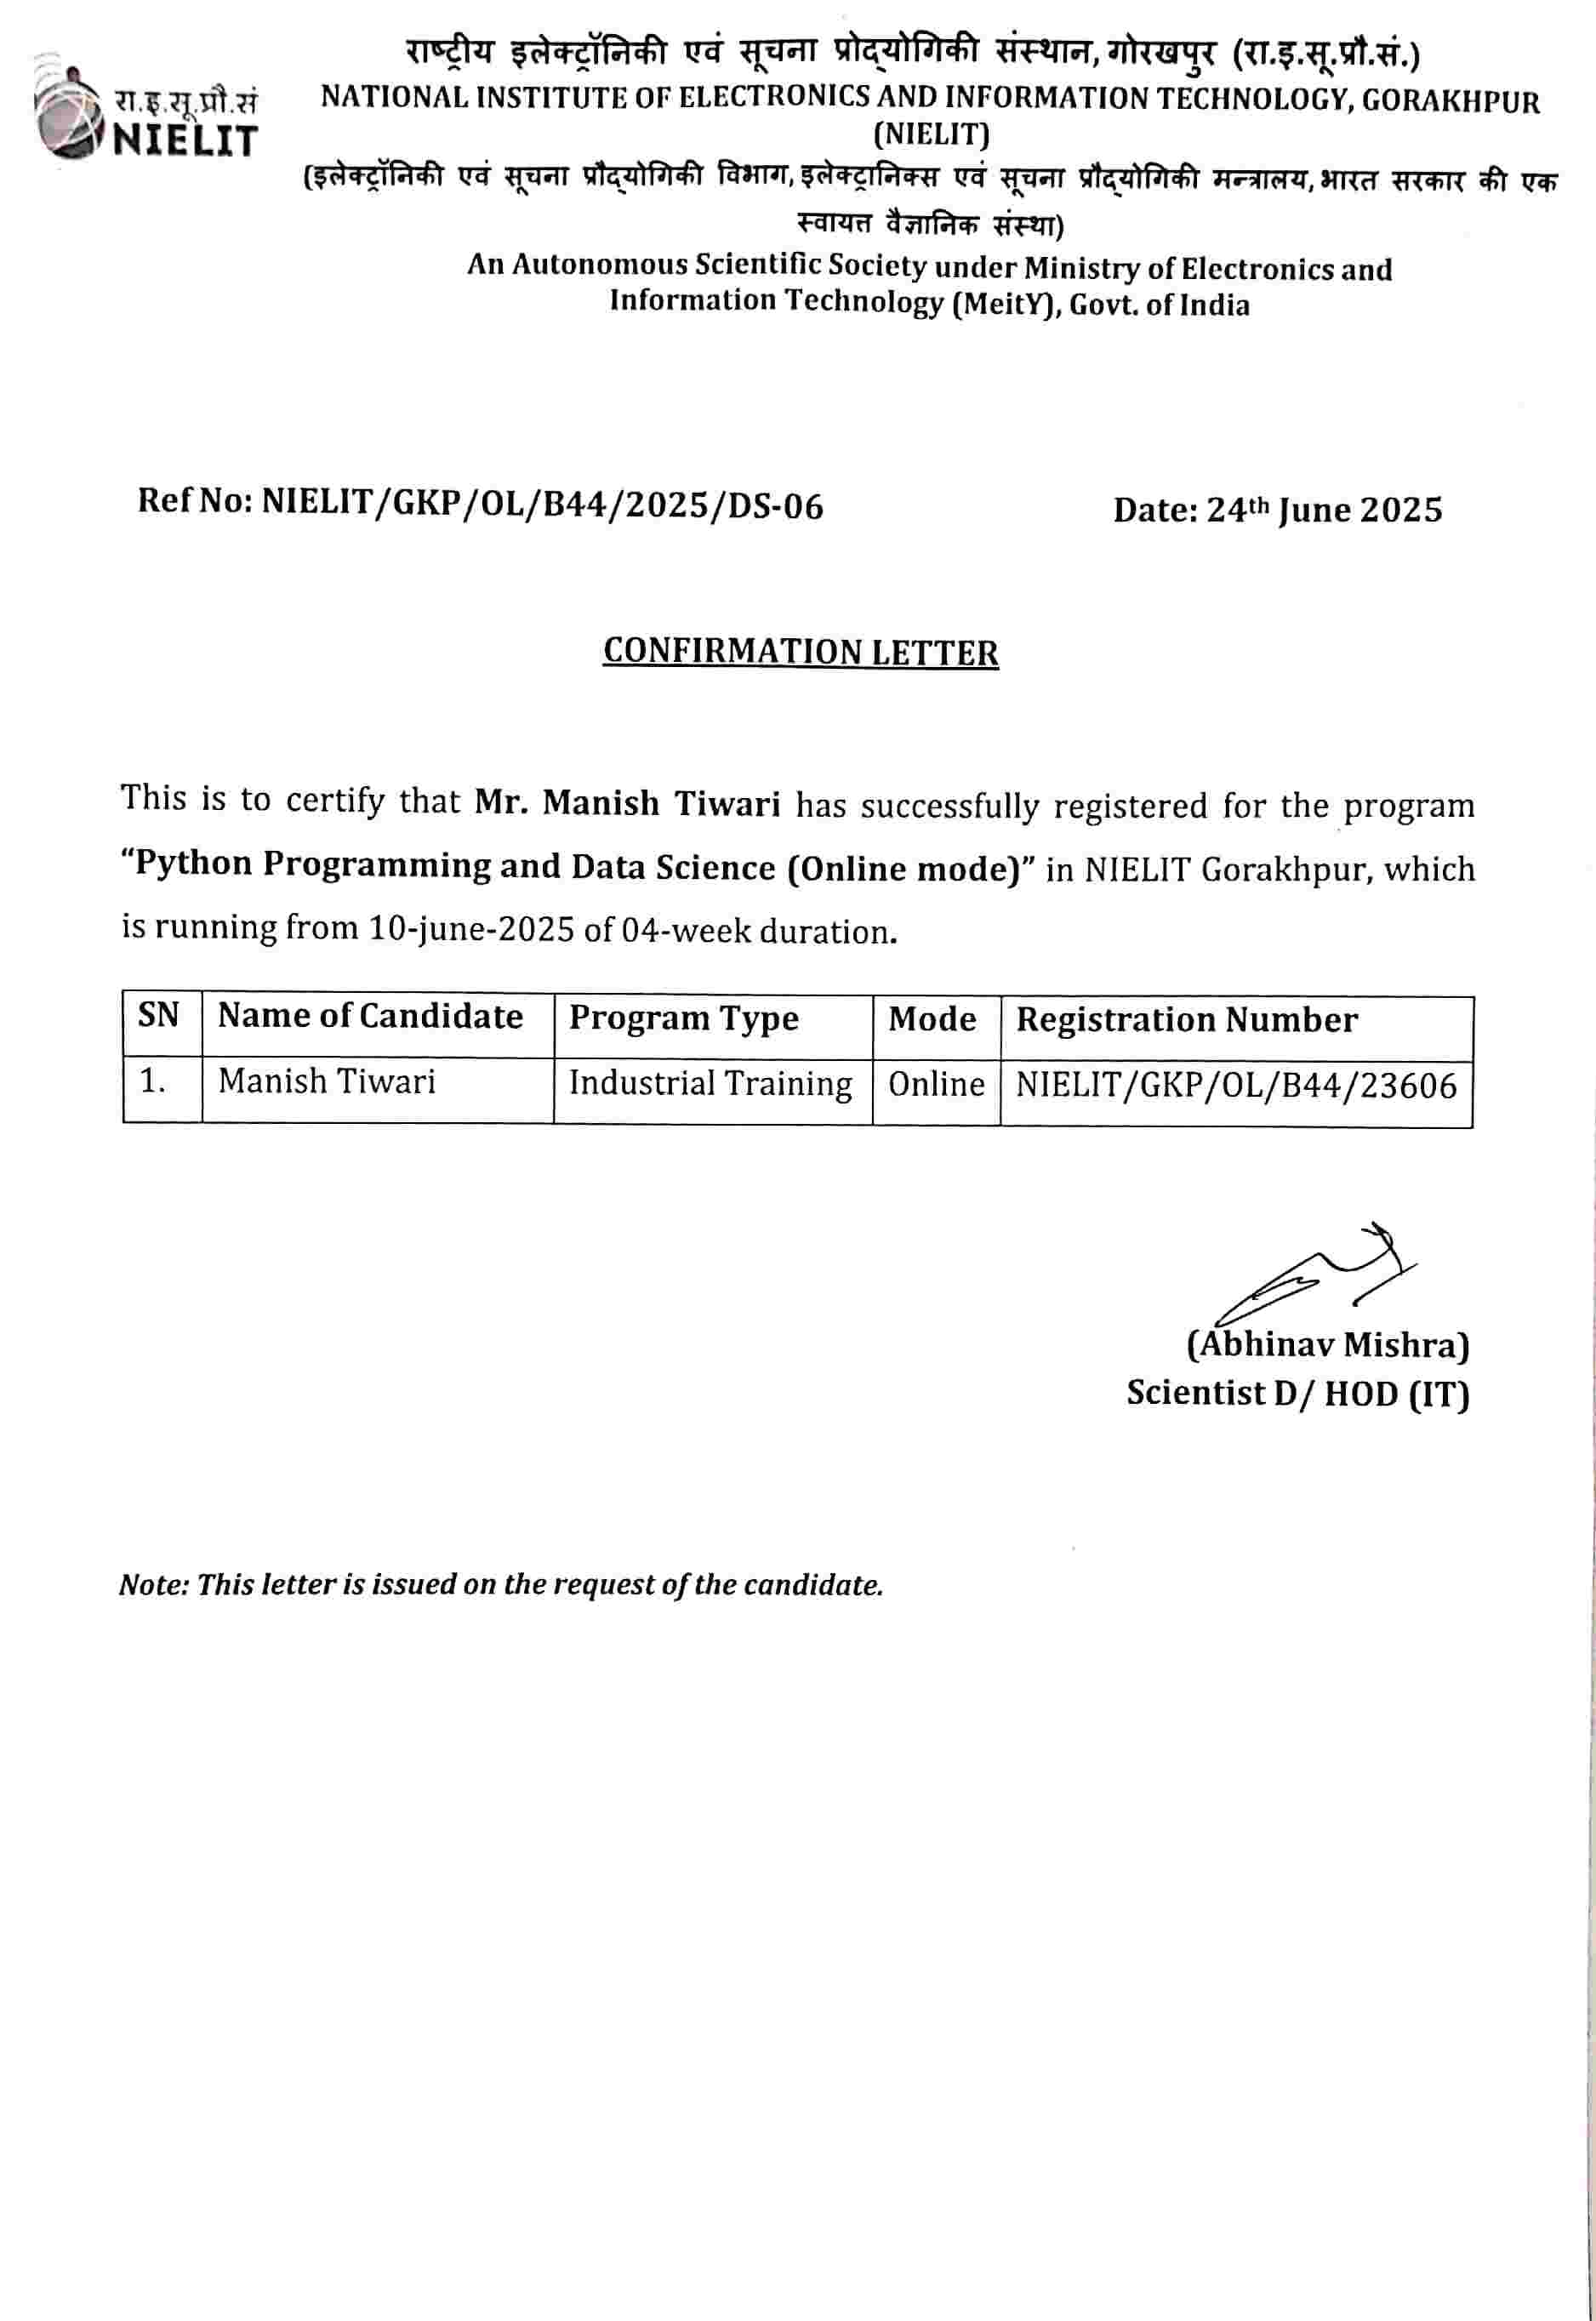 रा.इ.सू.प्रौ.सं
NIELIT
राष्ट्रीय इलेक्ट्रॉनिकी एवं सूचना प्रोद्योगिकी संस्थान, गोरखपुर (रा.इ.सू.प्रौ.सं.)
NATIONAL INSTITUTE OF ELECTRONICS AND INFORMATION TECHNOLOGY, GORAKHPUR
(NIELIT)
(इलेक्ट्रॉनिकी एवं सूचना प्रौद्योगिकी विभाग, इलेक्ट्रानिक्स एवं सूचना प्रौद्योगिकी मन्त्रालय, भारत सरकार की एक
स्वायत्त वैज्ञानिक संस्था)
An Autonomous Scientific Society under Ministry of Electronics and
Information Technology (MeitY), Govt. of India
Ref No: NIELIT/GKP/OL/B44/2025/DS-06 Date: 24th June 2025
CONFIRMATION LETTER
This is to certify that Mr. Manish Tiwari has successfully registered for the program
“Python Programming and Data Science (Online mode)” in NIELIT Gorakhpur, which
is running from 10-june-2025 of 04-week duration.
SN Name of Candidate Program Type Mode Registration Number
1. Manish Tiwari Industrial Training Online NIELIT/GKP/OL/B44/23606
(Abhinav Mishra)
Scientist D/ HOD (IT)
Note: This letter is issued on the request of the candidate.